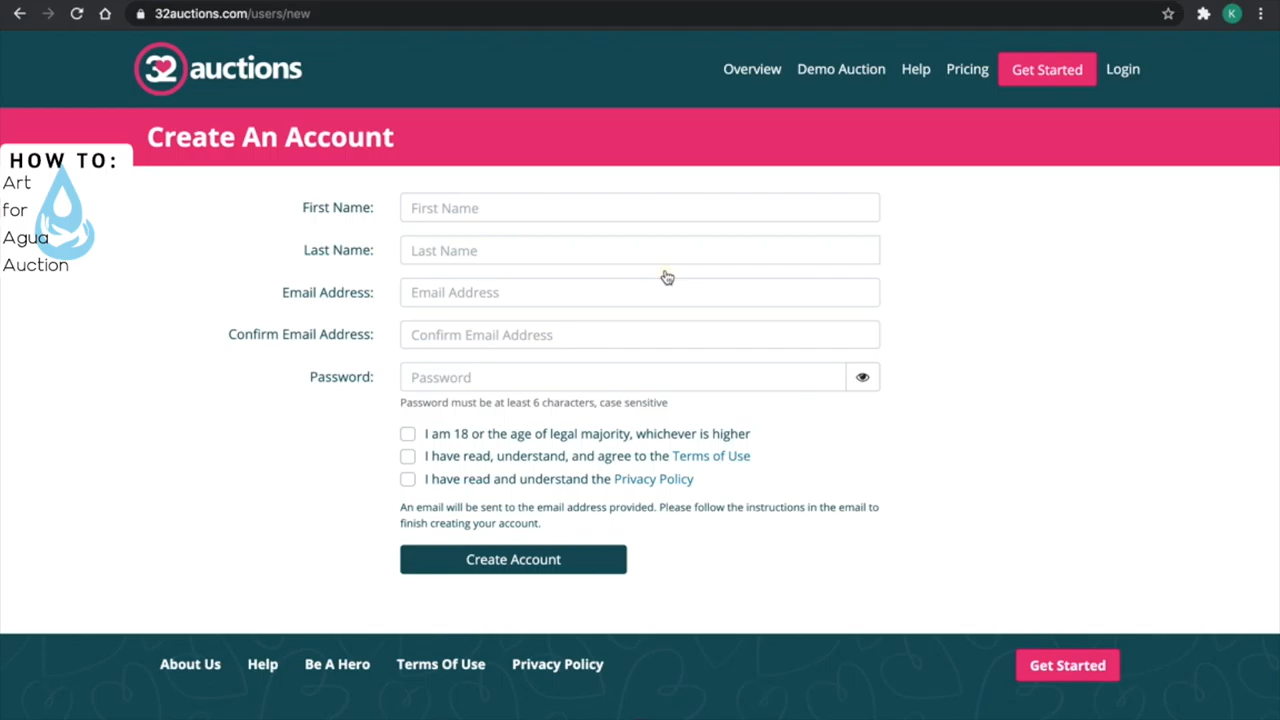 32auctions.com/users/new
K
32auctions
Overview
Demo Auction
Help
Pricing
Get Started
Login
Create An Account
HOW TO:
Art
for
Agua
Auction
First Name:
First Name
Last Name:
Last Name
Email Address:
Email Address
Confirm Email Address:
Confirm Email Address
Password:
Password
Password must be at least 6 characters, case sensitive
I am 18 or the age of legal majority, whichever is higher
I have read, understand, and agree to the Terms of Use
I have read and understand the Privacy Policy
An email will be sent to the email address provided. Please follow the instructions in the email to
finish creating your account.
Create Account
About Us
Help
Be A Hero
Terms Of Use
Privacy Policy
Get Started